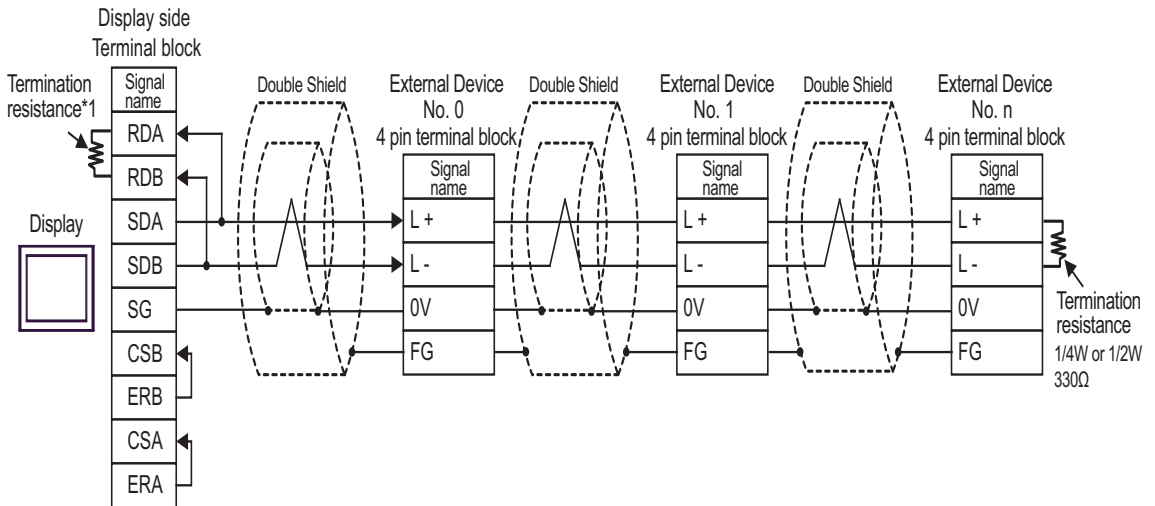 Display side
Terminal block
Termination
resistance*1
Signal
name
RDA
RDB
SDA
SDB
SG
CSB
ERB
CSA
ERA
Display
Double Shield
External Device
No. 0
4 pin terminal block
Signal
name
L +
L -
0V
FG
Double Shield
External Device
No. 1
4 pin terminal block
Signal
name
L +
L -
0V
FG
Double Shield
External Device
No. n
4 pin terminal block
Signal
name
L +
L -
0V
FG
Termination
resistance
1/4W or 1/2W
330Ω